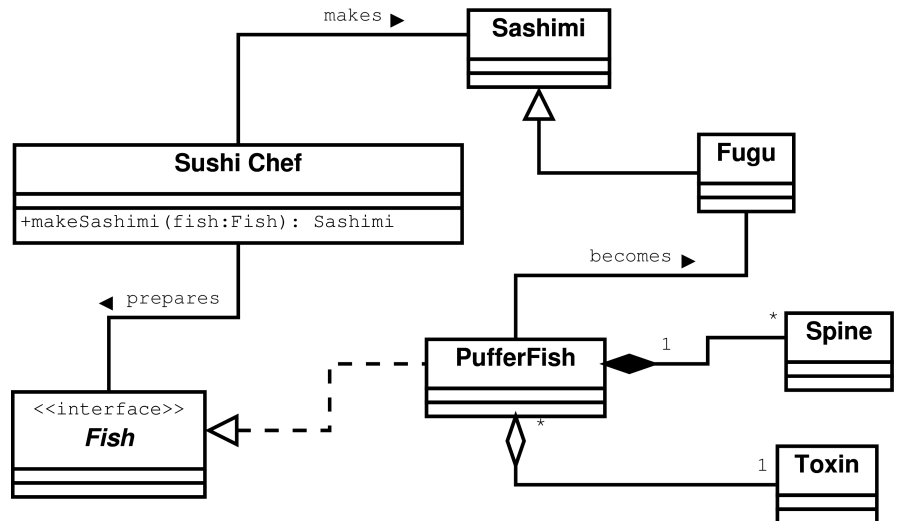 makes ►
Sashimi
Sushi Chef
+makeSashimi(fish:Fish): Sashimi
Fugu
becomes ►
◄ prepares
PufferFish
1
*
Spine
<<interface>>
Fish
*
1
Toxin